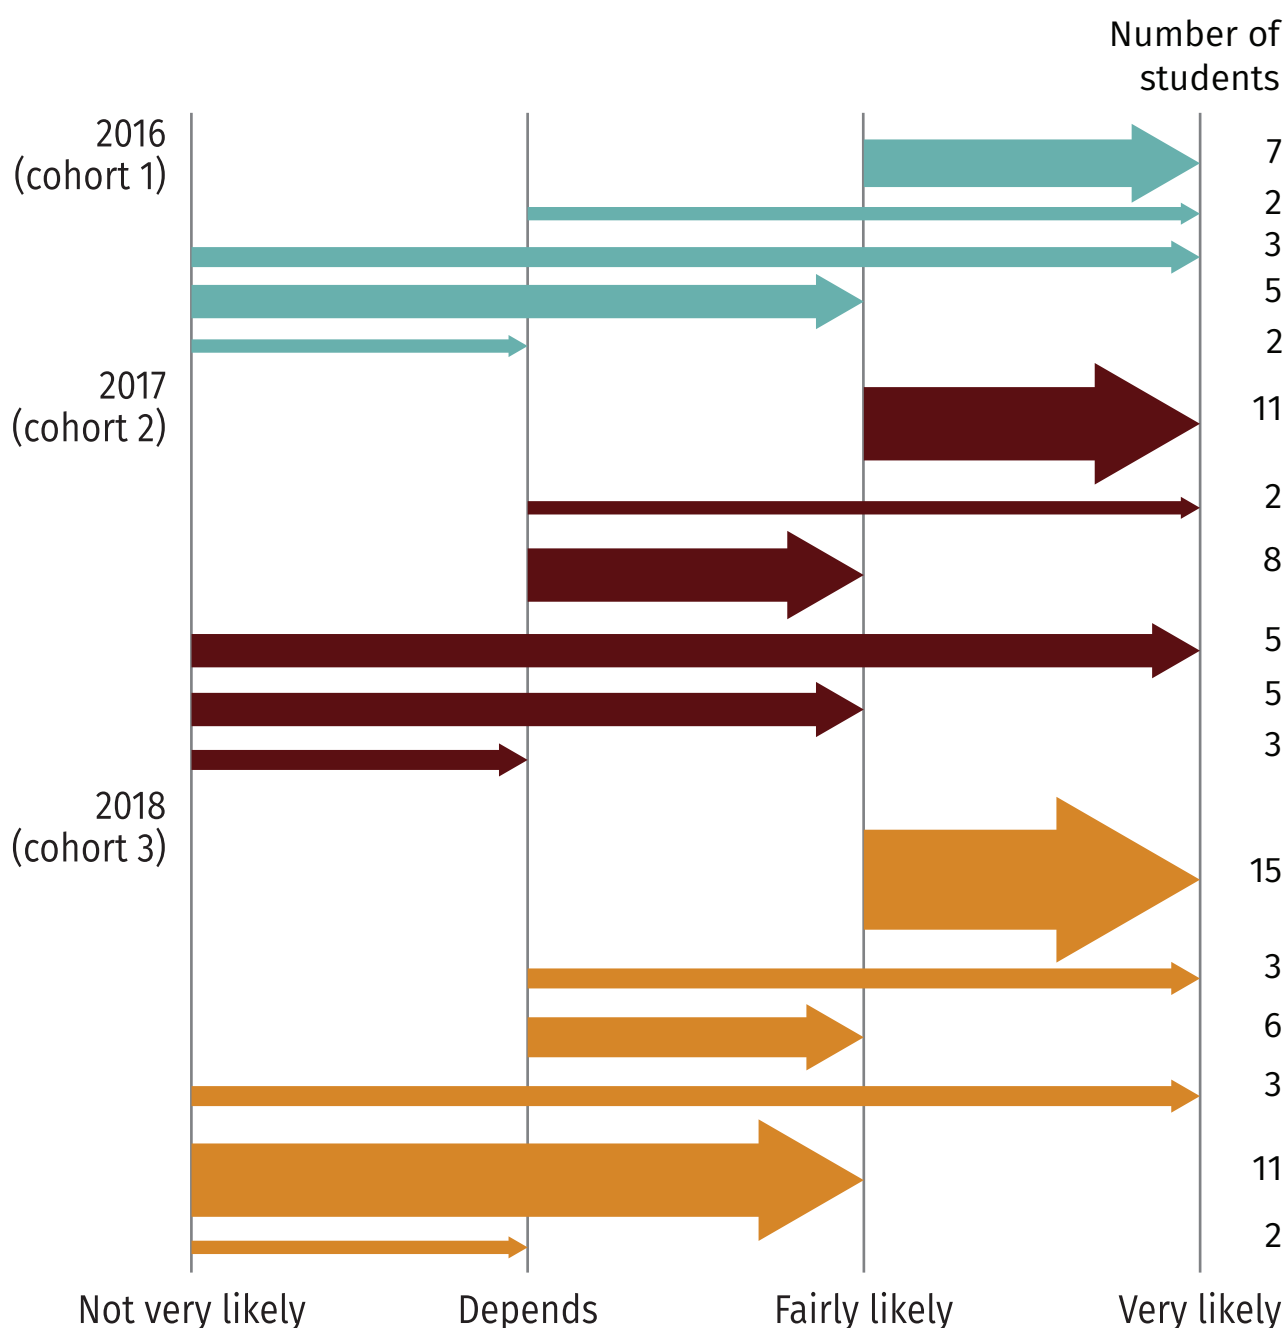 Number of
students
2016
(cohort 1)
7
2
3
5
2
2017
(cohort 2)
11
2
8
5
5
3
2018
(cohort 3)
15
3
6
3
11
2
Not very likely
Depends
Fairly likely
Very likely